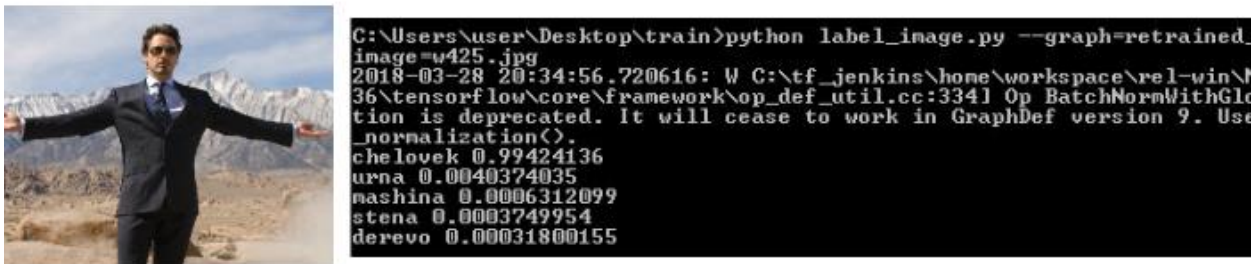 C:\Users\user\Desktop\train>python label_image.py --graph=retrained_
image=w425.jpg
2018-03-28 20:34:56.720616: W C:\tf_jenkins\home\workspace\rel-win\
36\tensorflow\core\framework\op_def_util.cc:334] Op BatchNormWithGlo
tion is deprecated. It will cease to work in GraphDef version 9. Use
_normalization().
chelovek 0.99424136
urna 0.0040374035
mashina 0.0006312099
stena 0.0003749954
derevo 0.00031800155